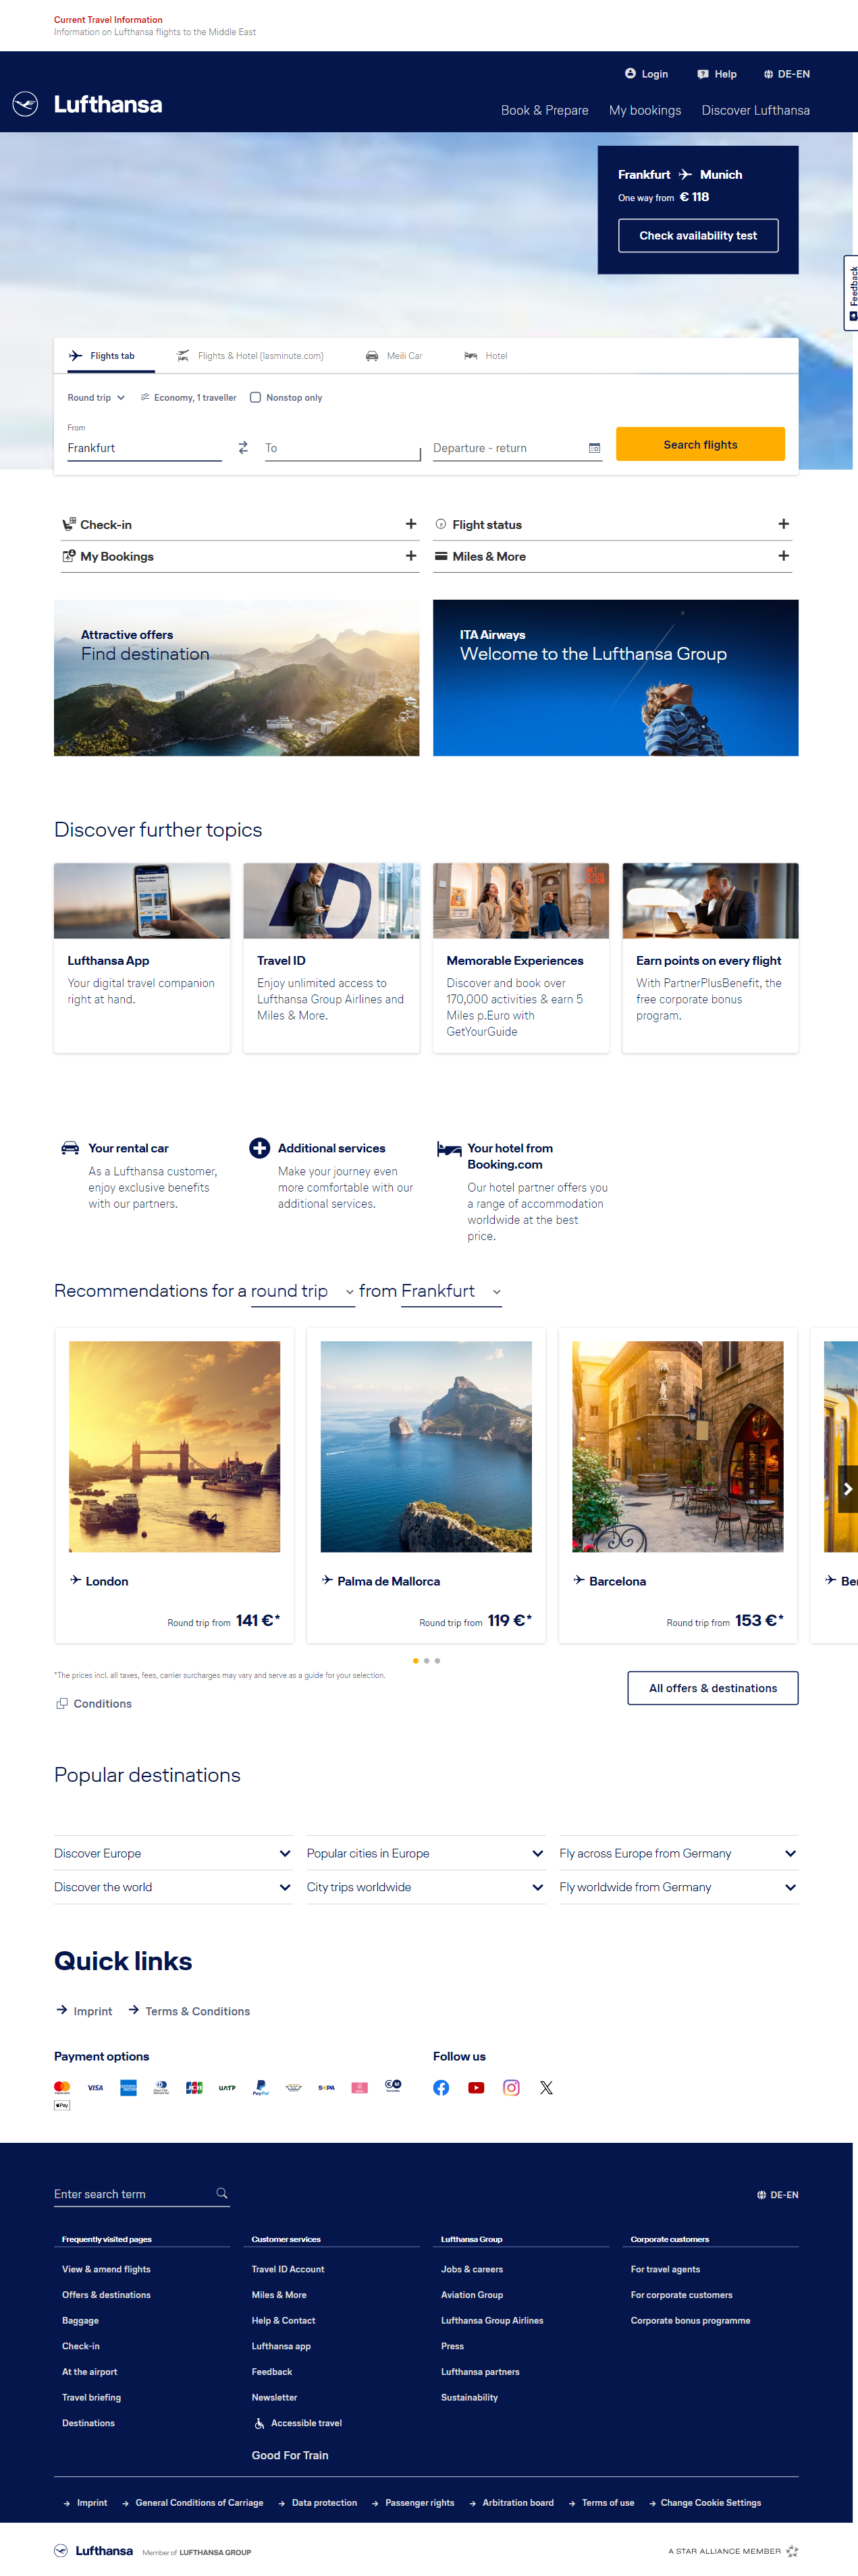 Current Travel Information
Information on Lufthansa flights to the Middle East
Login
Help
DE-EN
Lufthansa
Book & Prepare
My bookings
Discover Lufthansa
Frankfurt
Munich
One way from € 118
Check availability test
Feedback
Flights tab
Flights & Hotel (lasminute.com)
Meili Car
Hotel
Round trip
Economy, 1 traveller
Nonstop only
From
Frankfurt
To
Departure - return
Search flights
Check-in
Flight status
My Bookings
Miles & More
Attractive offers
Find destination
ITA Airways
Welcome to the Lufthansa Group
Discover further topics
Lufthansa App
Your digital travel companion
right at hand.
Travel ID
Enjoy unlimited access to
Lufthansa Group Airlines and
Miles & More.
Memorable Experiences
Discover and book over
170,000 activities & earn 5
Miles p.Euro with
GetYourGuide
Earn points on every flight
With PartnerPlusBenefit, the
free corporate bonus
program.
Your rental car
As a Lufthansa customer,
enjoy exclusive benefits
with our partners.
Additional services
Make your journey even
more comfortable with our
additional services.
Your hotel from
Booking.com
Our hotel partner offers you
a range of accommodation
worldwide at the best
price.
Recommendations for a round trip from Frankfurt
London
Round trip from 141 €*
Palma de Mallorca
Round trip from 119 €*
Barcelona
Round trip from 153 €*
Ber
*The prices incl. all taxes, fees, carrier surcharges may vary and serve as a guide for your selection.
All offers & destinations
Conditions
Popular destinations
Discover Europe
Popular cities in Europe
Fly across Europe from Germany
Discover the world
City trips worldwide
Fly worldwide from Germany
Quick links
Imprint
Terms & Conditions
Payment options
Follow us
VISA
UATP
PayPal
SEPA
Pay
Enter search term
DE-EN
Frequently visited pages
View & amend flights
Offers & destinations
Baggage
Check-in
At the airport
Travel briefing
Destinations
Customer services
Travel ID Account
Miles & More
Help & Contact
Lufthansa app
Feedback
Newsletter
Accessible travel
Good For Train
Lufthansa Group
Jobs & careers
Aviation Group
Lufthansa Group Airlines
Press
Lufthansa partners
Sustainability
Corporate customers
For travel agents
For corporate customers
Corporate bonus programme
Imprint
General Conditions of Carriage
Data protection
Passenger rights
Arbitration board
Terms of use
Change Cookie Settings
Lufthansa
Member of LUFTHANSA GROUP
A STAR ALLIANCE MEMBER